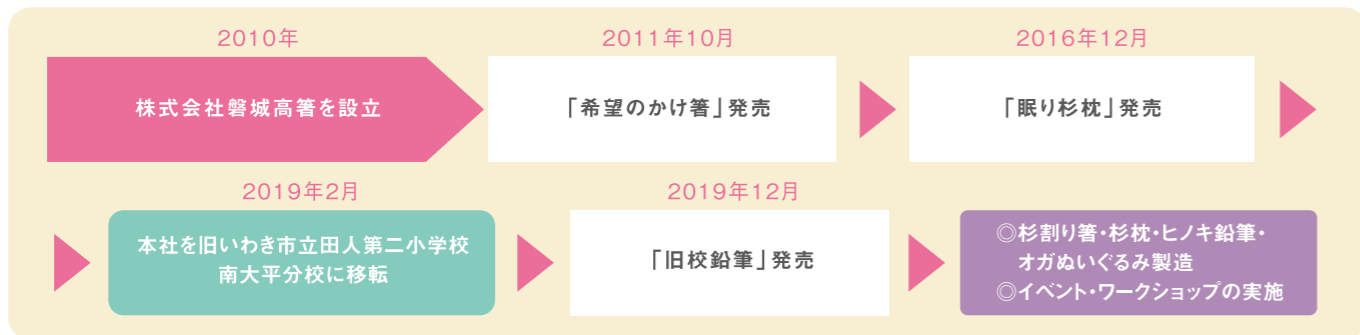 2010年
株式会社磐城高箸を設立
2011年10月
「希望のかけ箸」発売
2016年12月
「眠り杉枕」発売
2019年2月
本社を旧いわき市立田人第二小学校
南大平分校に移転
2019年12月
「旧校鉛筆」発売
◎杉割り箸・杉枕・ヒノキ鉛筆・
オガぬいぐるみ製造
◎イベント・ワークショップの実施